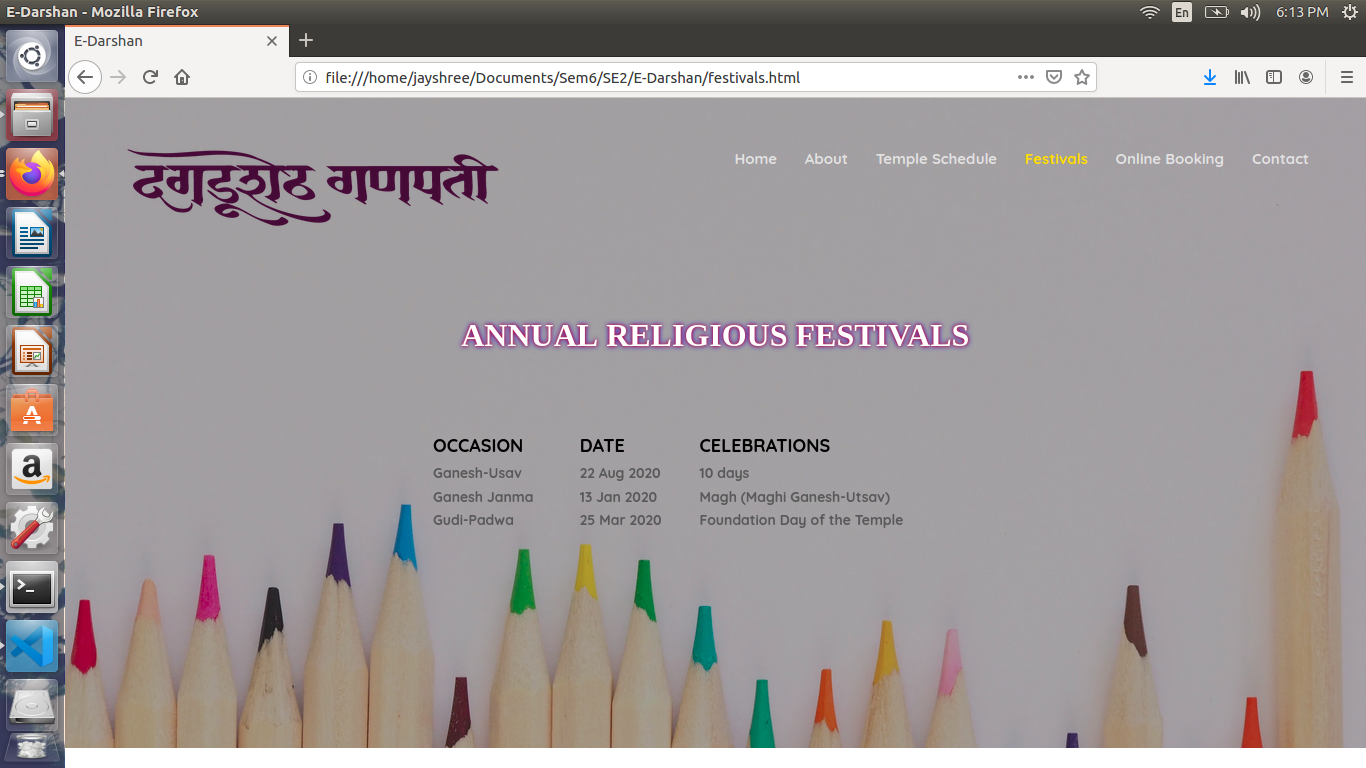 E-Darshan - Mozilla Firefox
En
6:13 PM
E-Darshan
file:///home/jayshree/Documents/Sem6/SE2/E-Darshan/festivals.html
दगडूशेठ गणपती
Home About Temple Schedule Festivals Online Booking Contact
ANNUAL RELIGIOUS FESTIVALS
OCCASION DATE CELEBRATIONS
Ganesh-Usav 22 Aug 2020 10 days
Ganesh Janma 13 Jan 2020 Magh (Maghi Ganesh-Utsav)
Gudi-Padwa 25 Mar 2020 Foundation Day of the Temple